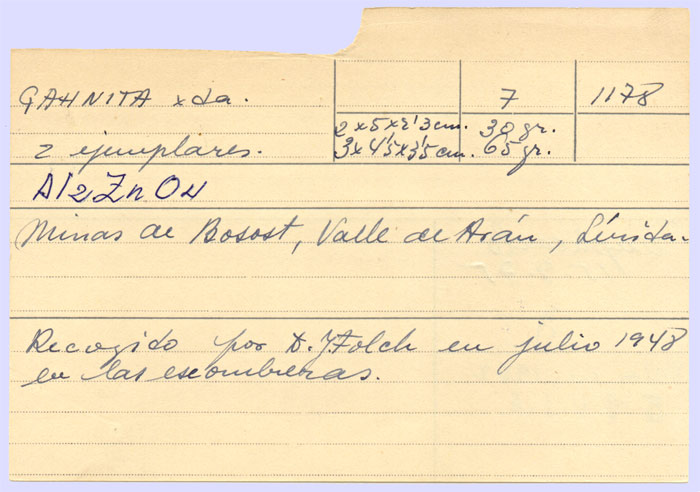 GAHNITA xda. 7 1178
2 ejemplares. 2x5x2'3cm. 30 gr.
3x4'5x3'5cm. 65 gr.
Al2ZnO4
Minas de Bosost, Valle de Arán, Lérida.
Recogido por D. J. Folch en julio 1948
en las escombreras.